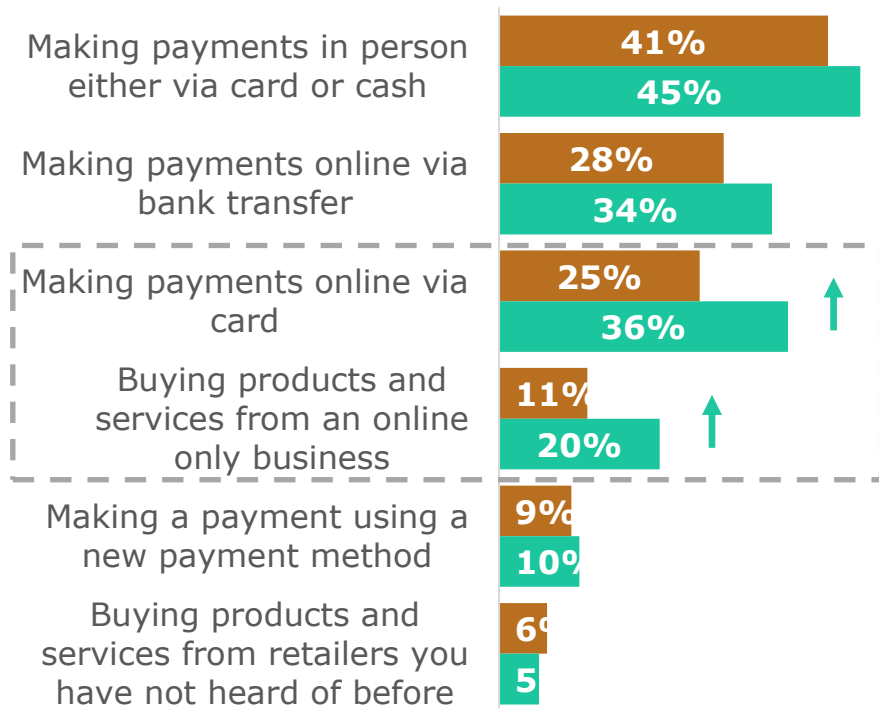 Making payments in person
either via card or cash
41%
45%
Making payments online via
bank transfer
28%
34%
Making payments online via
card
25%
36%
Buying products and
services from an online
only business
11%
20%
Making a payment using a
new payment method
9%
10%
Buying products and
services from retailers you
have not heard of before
6%
5